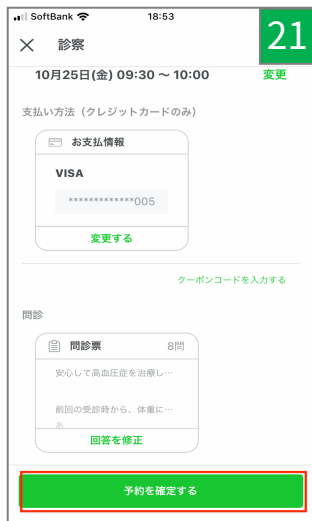 SoftBank 18:53
21
診察
10月25日(金) 09:30 ～ 10:00 変更
支払い方法（クレジットカードのみ）
お支払情報
VISA
*************005
変更する
クーポンコードを入力する
問診
問診票 8問
安心して高血圧症を治療し…
前回の受診時から、体重に…
あ
回答を修正
予約を確定する